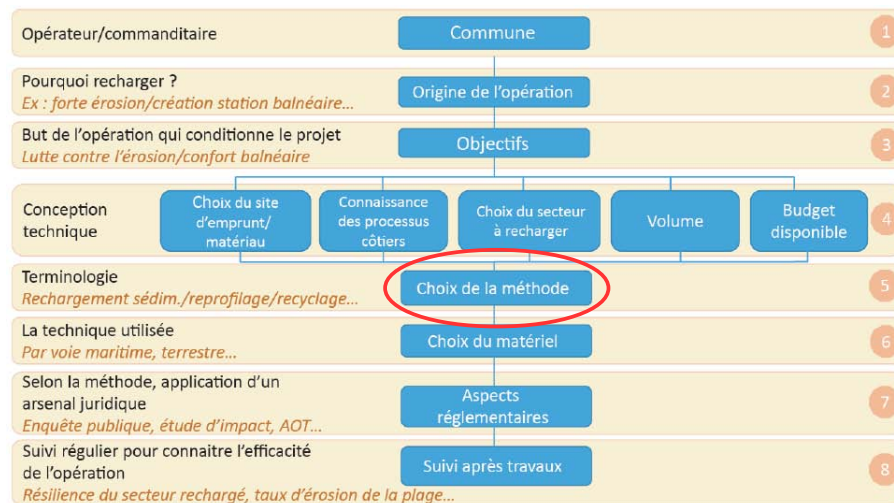 Opérateur/commanditaire
Commune
1
Pourquoi recharger ?
Ex : forte érosion/création station balnéaire...
Origine de l'opération
2
But de l'opération qui conditionne le projet
Lutte contre l'érosion/confort balnéaire
Objectifs
3
Conception
technique
Choix du site
d'emprunt/
matériau
Connaissance
des processus
côtiers
Choix du secteur
à recharger
Volume
Budget
disponible
4
Terminologie
Rechargement sédim./reprofilage/recyclage...
Choix de la méthode
5
La technique utilisée
Par voie maritime, terrestre...
Choix du matériel
6
Selon la méthode, application d'un
arsenal juridique
Enquête publique, étude d'impact, AOT...
Aspects
réglementaires
7
Suivi régulier pour connaitre l'efficacité
de l'opération
Résilience du secteur rechargé, taux d'érosion de la plage...
Suivi après travaux
8